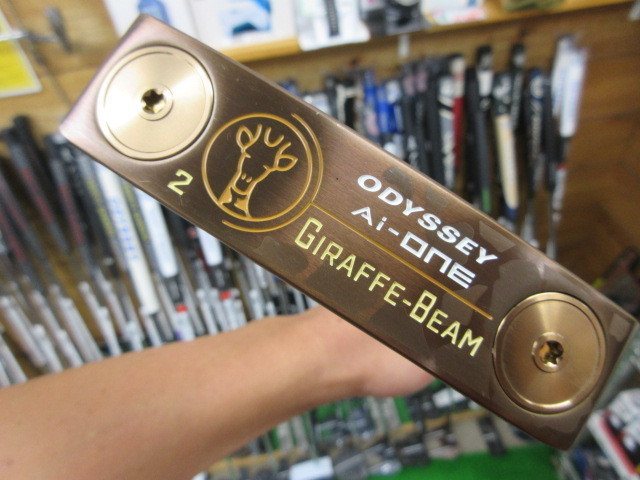 2
ODYSSEY
Ai-ONE
GIRAFFE-BEAM